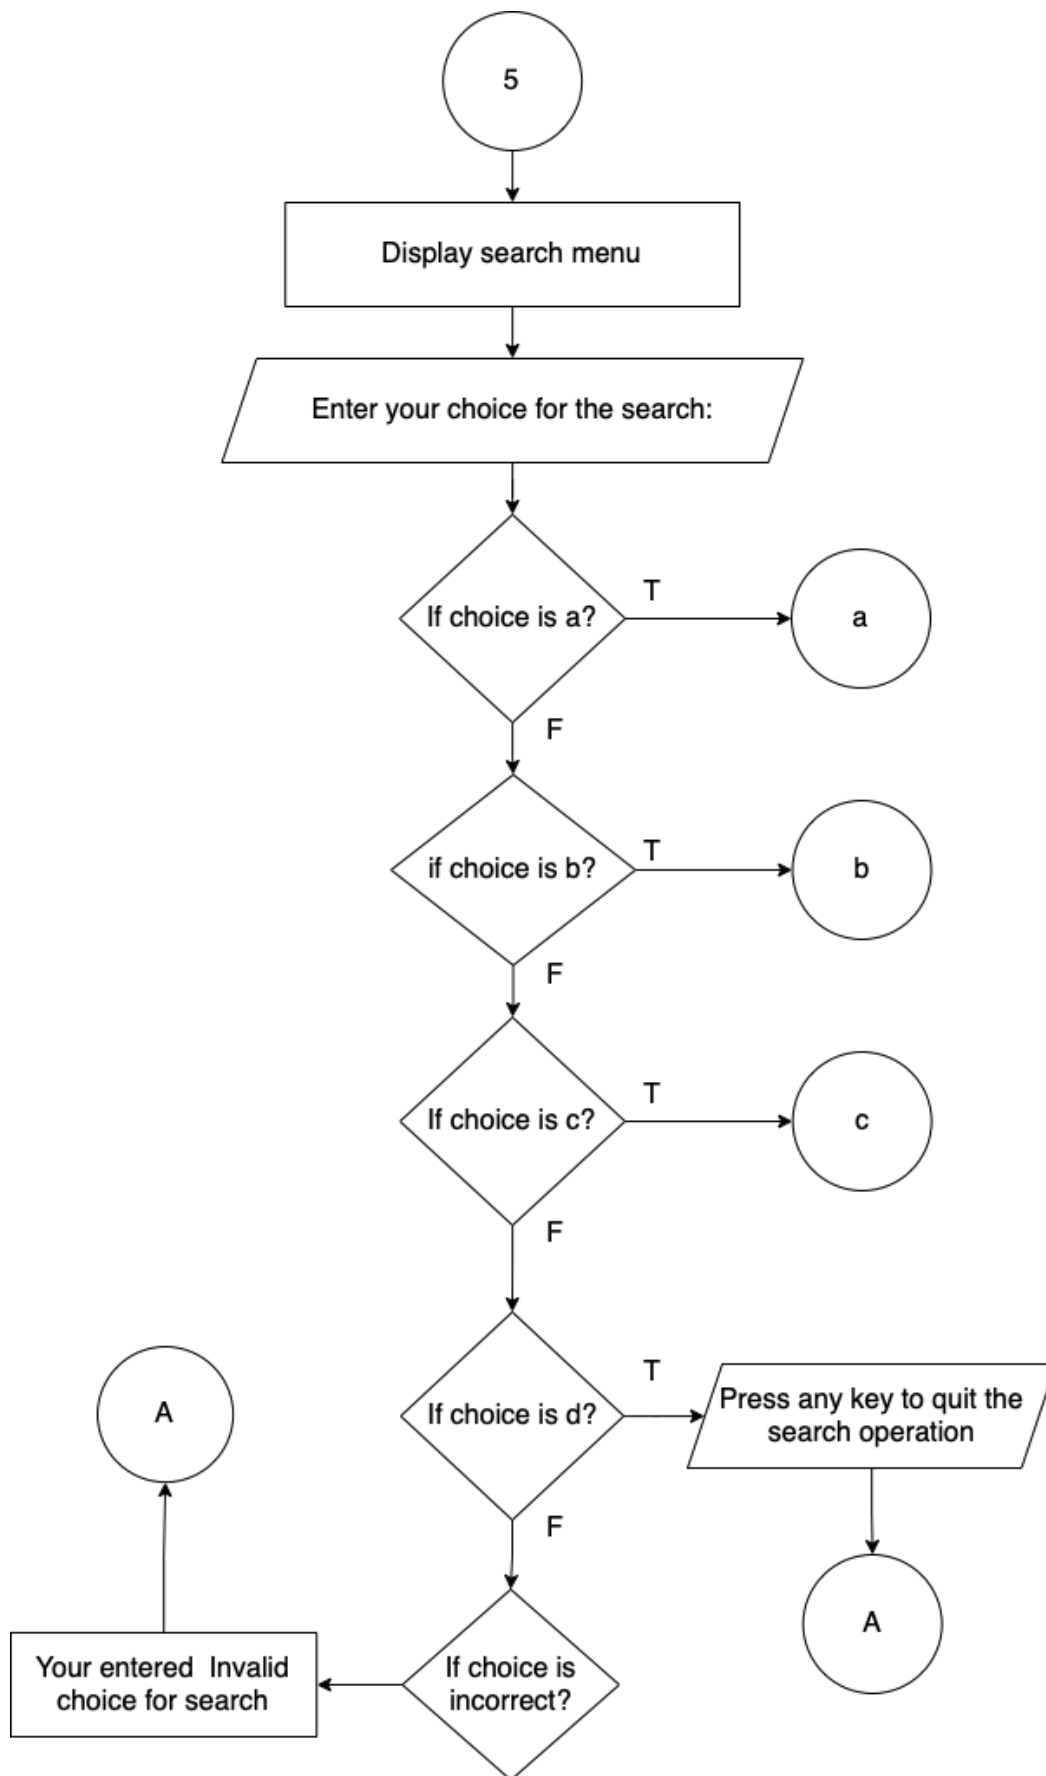 5
Display search menu
Enter your choice for the search:
If choice is a?
T
a
F
if choice is b?
T
b
F
If choice is c?
T
c
F
If choice is d?
T
Press any key to quit the
search operation
A
F
A
If choice is
incorrect?
Your entered  Invalid
choice for search
A